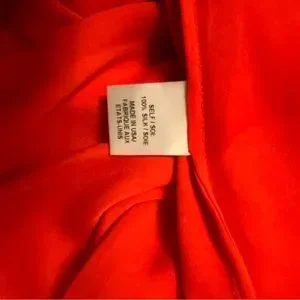 SELF / SOI:
100% SILK / SOIE
MADE IN USA/
FABRIQUE AUX
ETATS-UNIS